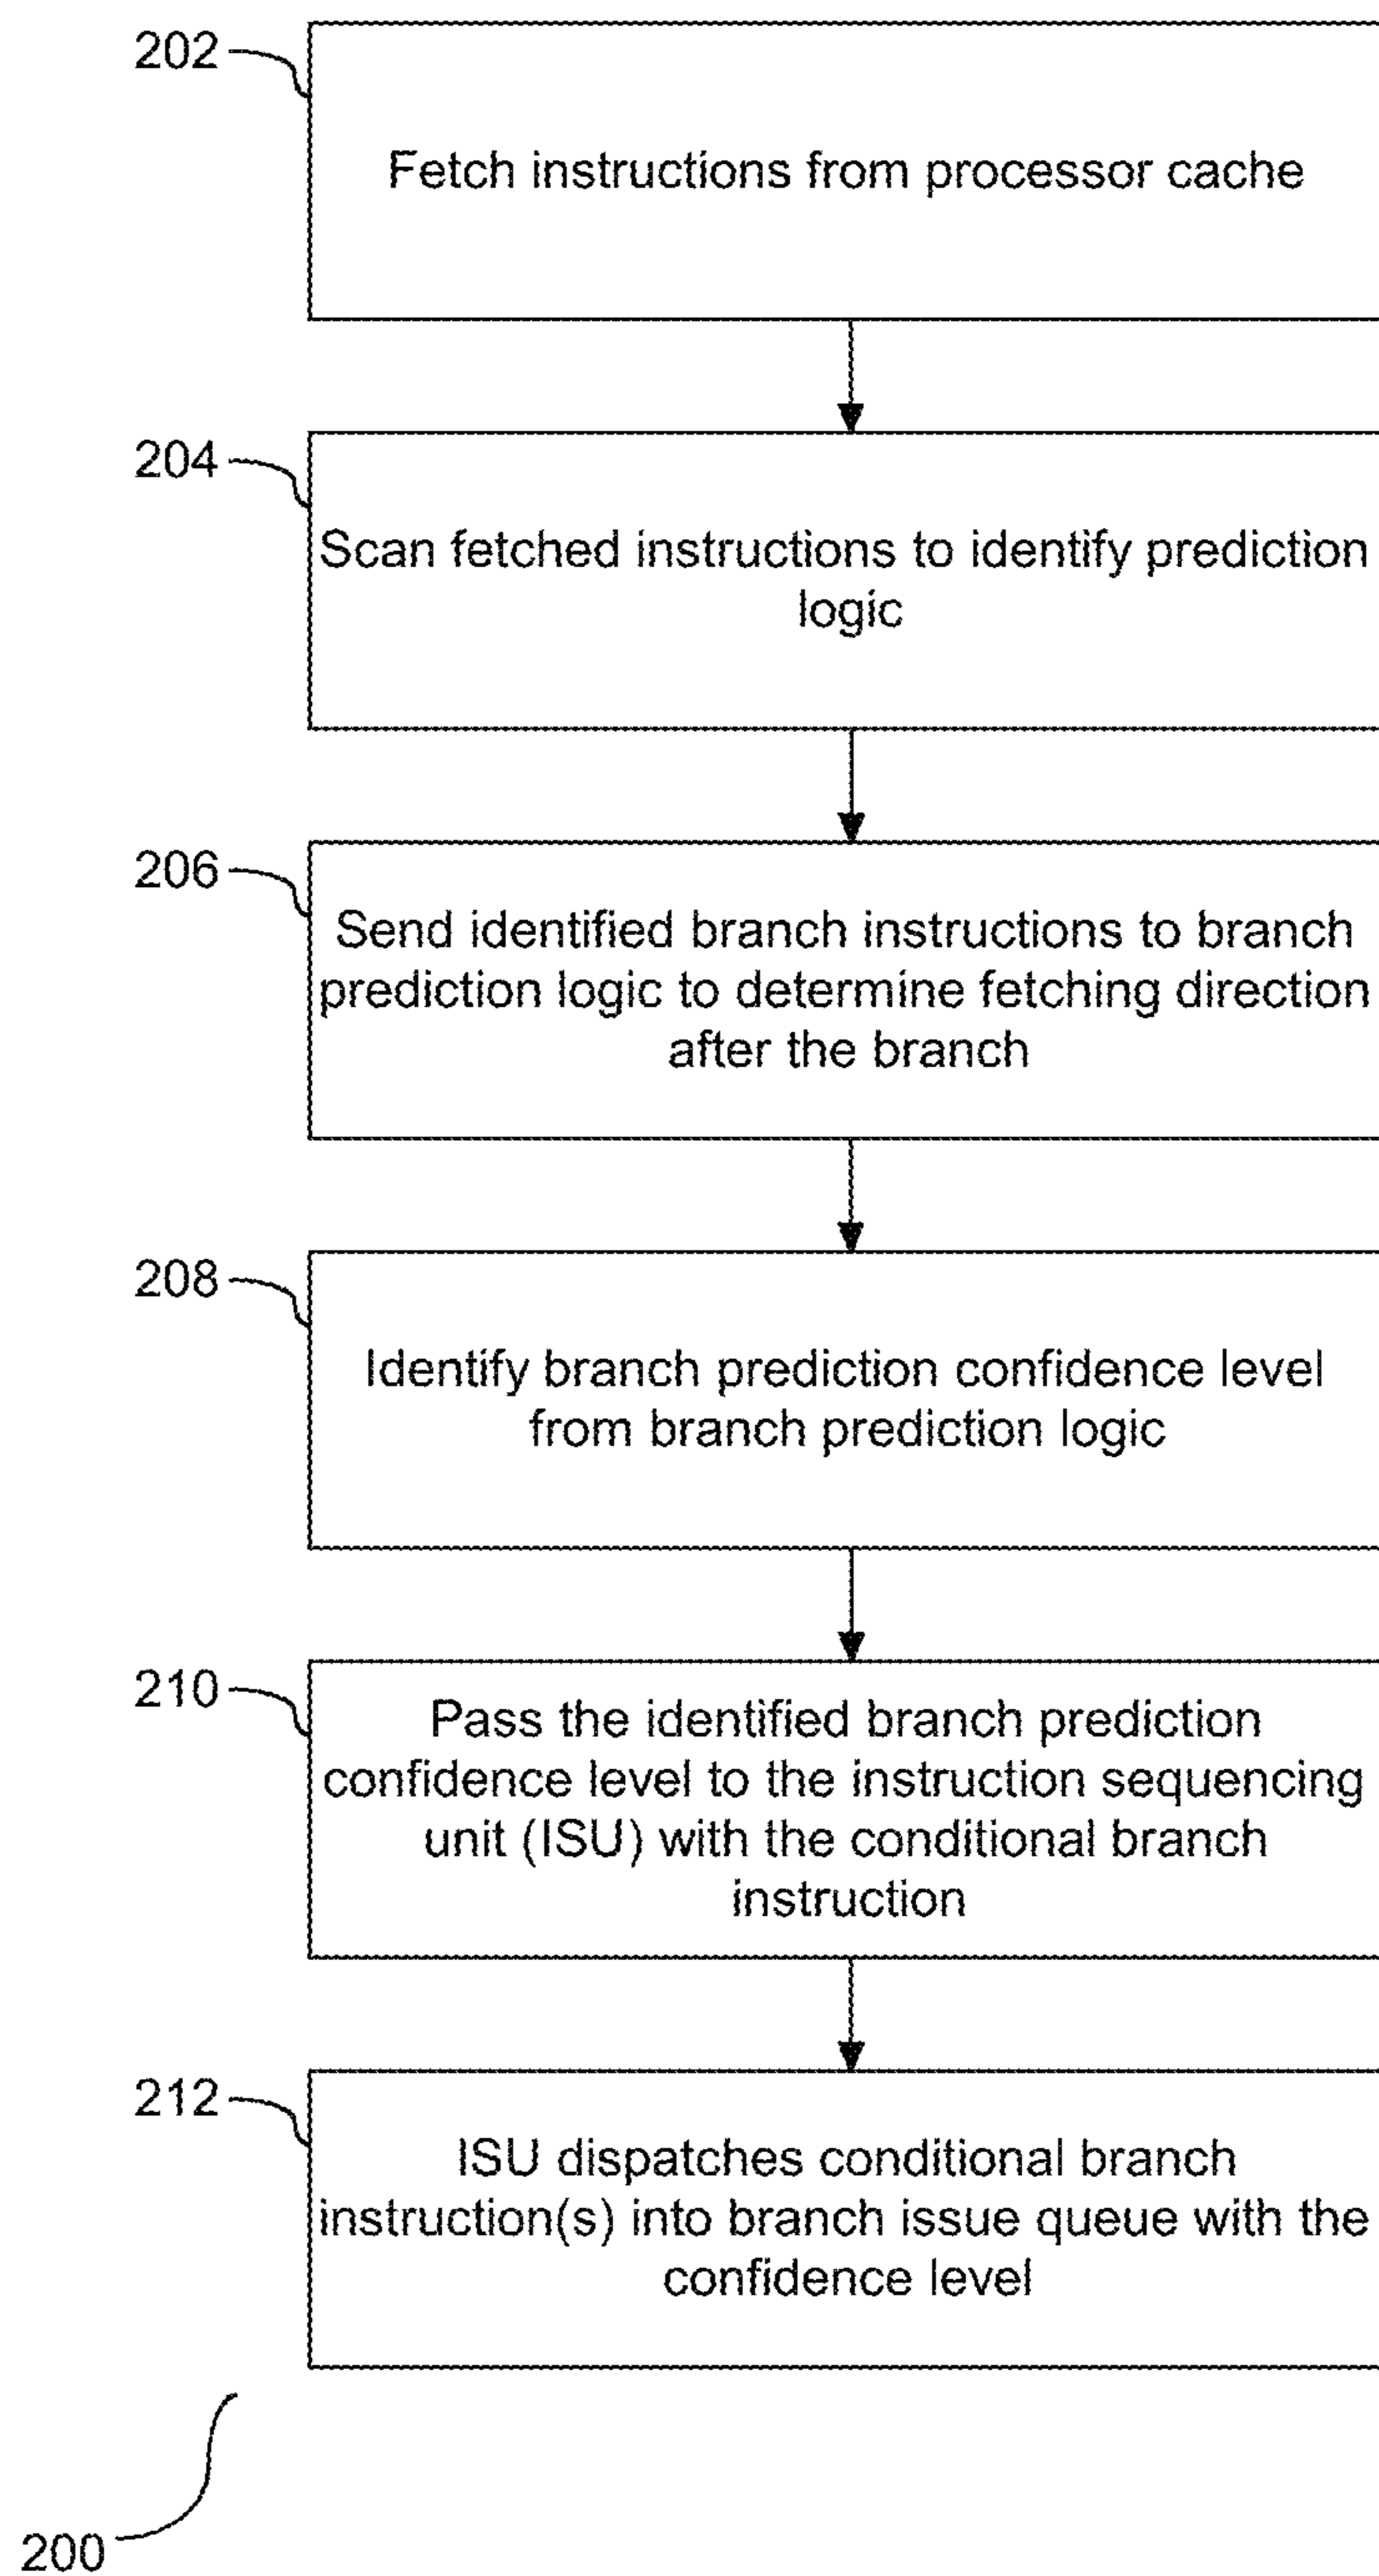 202
Fetch instructions from processor cache
204
Scan fetched instructions to identify prediction
logic
206
Send identified branch instructions to branch
prediction logic to determine fetching direction
after the branch
208
Identify branch prediction confidence level
from branch prediction logic
210
Pass the identified branch prediction
confidence level to the instruction sequencing
unit (ISU) with the conditional branch
instruction
212
ISU dispatches conditional branch
instruction(s) into branch issue queue with the
confidence level
200